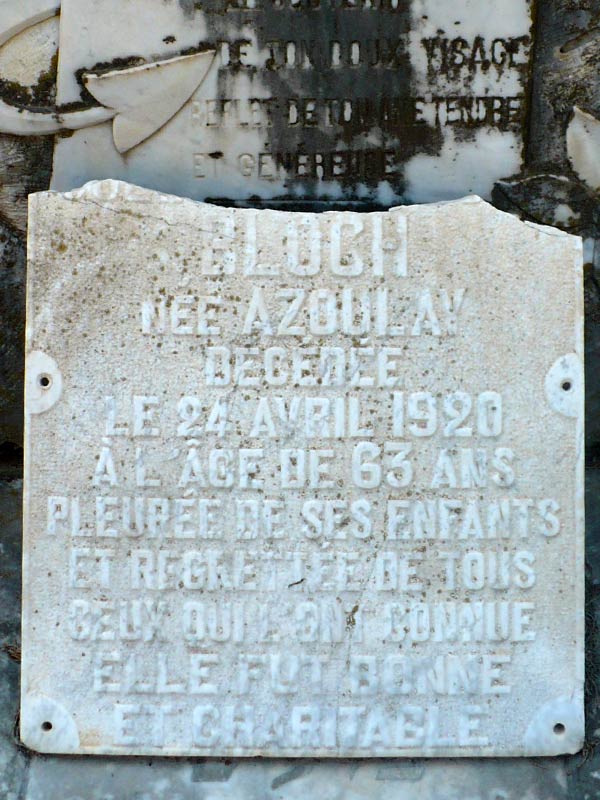 DE TON DOUX VISAGE
REFLET DE TON AME TENDRE
ET GÉNÉREUSE
BLOCH
NÉE AZOULAY
DÉCÉDÉE
LE 24 AVRIL 1920
À L'ÂGE DE 63 ANS
PLEURÉE DE SES ENFANTS
ET REGRETTÉE DE TOUS
CEUX QUI L'ONT CONNUE
ELLE FUT BONNE
ET CHARITABLE